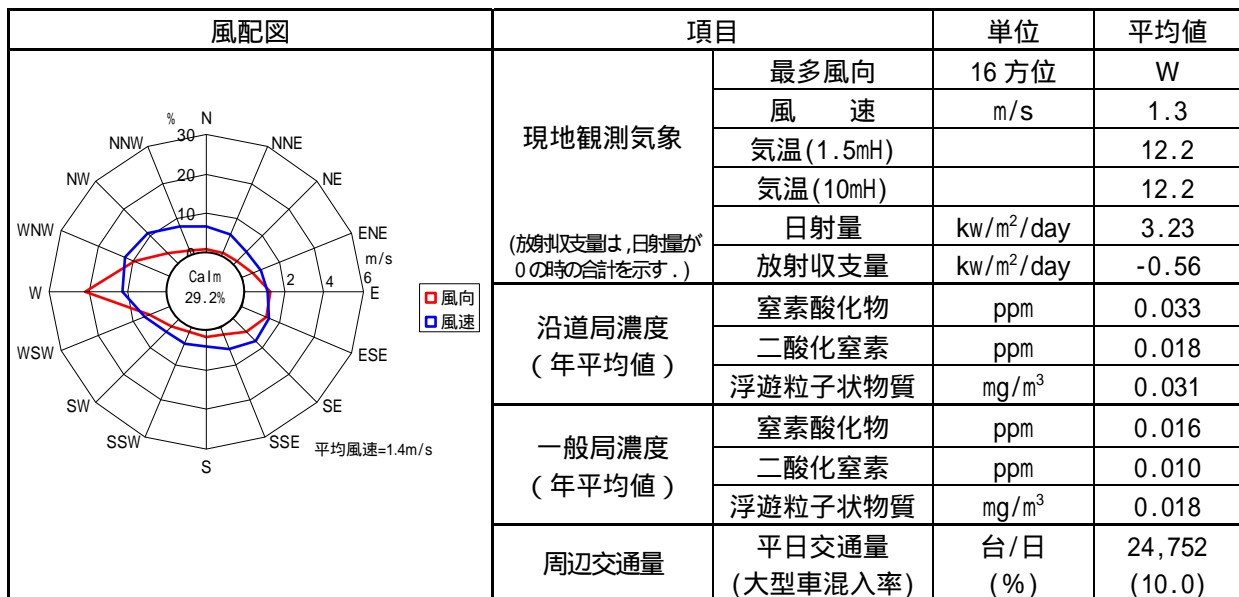 風配図
項目
単位
平均値
% N
30
20
10
0
NNE
NE
ENE
m/s
2 4 6
E
ESE
SE
SSE
S
SSW
SW
WSW
W
WNW
NW
NNW
Calm
29.2%
風向
風速
平均風速=1.4m/s
現地観測気象
(放射収支量は,日射量が
0の時の合計を示す.)
最多風向 16方位 W
風 速 m/s 1.3
気温(1.5mH) 12.2
気温(10mH) 12.2
日射量 kw/m²/day 3.23
放射収支量 kw/m²/day -0.56
沿道局濃度
(年平均値)
窒素酸化物 ppm 0.033
二酸化窒素 ppm 0.018
浮遊粒子状物質 mg/m³ 0.031
一般局濃度
(年平均値)
窒素酸化物 ppm 0.016
二酸化窒素 ppm 0.010
浮遊粒子状物質 mg/m³ 0.018
周辺交通量
平日交通量 台/日 24,752
(大型車混入率) (%) (10.0)